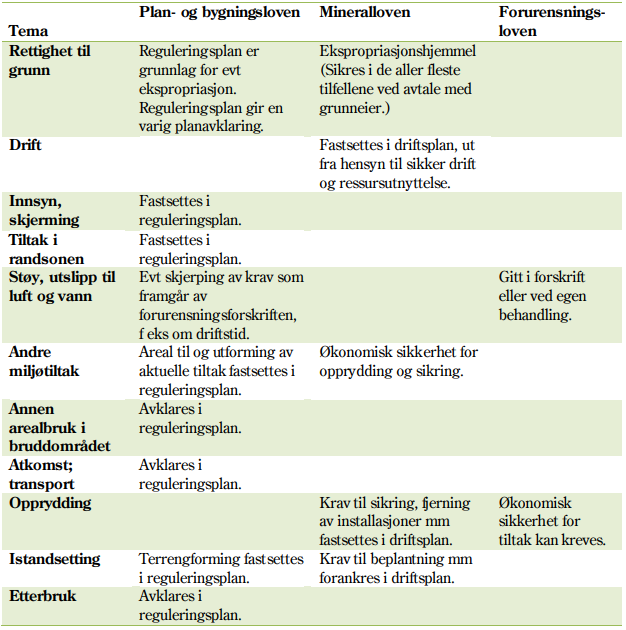 Tema
Plan- og bygningsloven
Mineralloven
Forurensnings-
loven
Rettighet til
grunn
Reguleringsplan er
grunnlag for evt
ekspropriasjon.
Reguleringsplan gir en
varig planavklaring.
Ekspropriasjonshjemmel
(Sikres i de aller fleste
tilfellene ved avtale med
grunneier.)
Drift
Fastsettes i driftsplan, ut
fra hensyn til sikker drift
og ressursutnyttelse.
Innsyn,
skjerming
Fastsettes i
reguleringsplan.
Tiltak i
randsonen
Fastsettes i
reguleringsplan.
Støy, utslipp til
luft og vann
Evt skjerping av krav som
framgår av
forurensningsforskriften,
f eks om driftstid.
Gitt i forskrift
eller ved egen
behandling.
Andre
miljøtiltak
Areal til og utforming av
aktuelle tiltak fastsettes i
reguleringsplan.
Økonomisk sikkerhet for
opprydding og sikring.
Annen
arealbruk i
bruddområdet
Avklares i
reguleringsplan.
Atkomst;
transport
Avklares i
reguleringsplan.
Opprydding
Krav til sikring, fjerning
av installasjoner mm
fastsettes i driftsplan.
Økonomisk
sikkerhet for
tiltak kan kreves.
Istandsetting
Terrengforming fastsettes
i reguleringsplan.
Krav til beplantning mm
forankres i driftsplan.
Etterbruk
Avklares i
reguleringsplan.